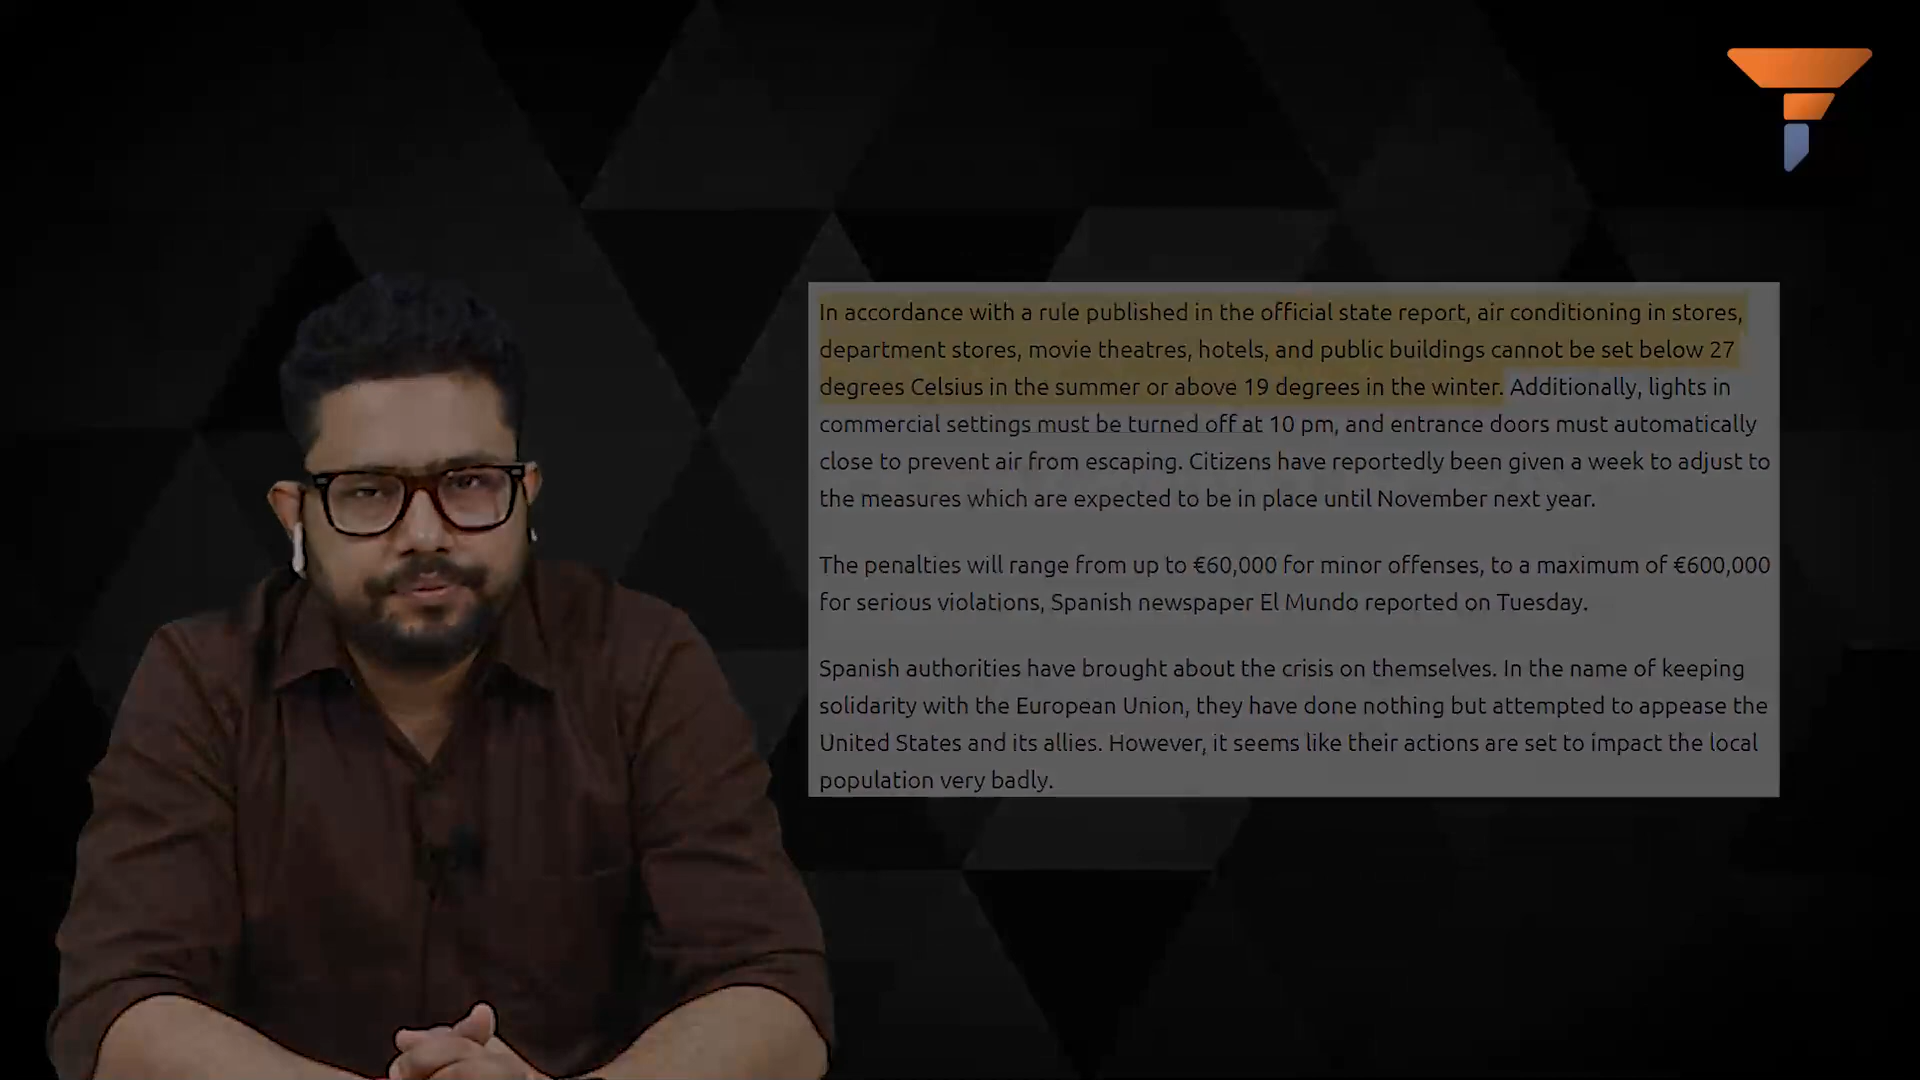 In accordance with a rule published in the official state report, air conditioning in stores,
department stores, movie theatres, hotels, and public buildings cannot be set below 27
degrees Celsius in the summer or above 19 degrees in the winter. Additionally, lights in
commercial settings must be turned off at 10 pm, and entrance doors must automatically
close to prevent air from escaping. Citizens have reportedly been given a week to adjust to
the measures which are expected to be in place until November next year.
The penalties will range from up to €60,000 for minor offenses, to a maximum of €600,000
for serious violations, Spanish newspaper El Mundo reported on Tuesday.
Spanish authorities have brought about the crisis on themselves. In the name of keeping
solidarity with the European Union, they have done nothing but attempted to appease the
United States and its allies. However, it seems like their actions are set to impact the local
population very badly.